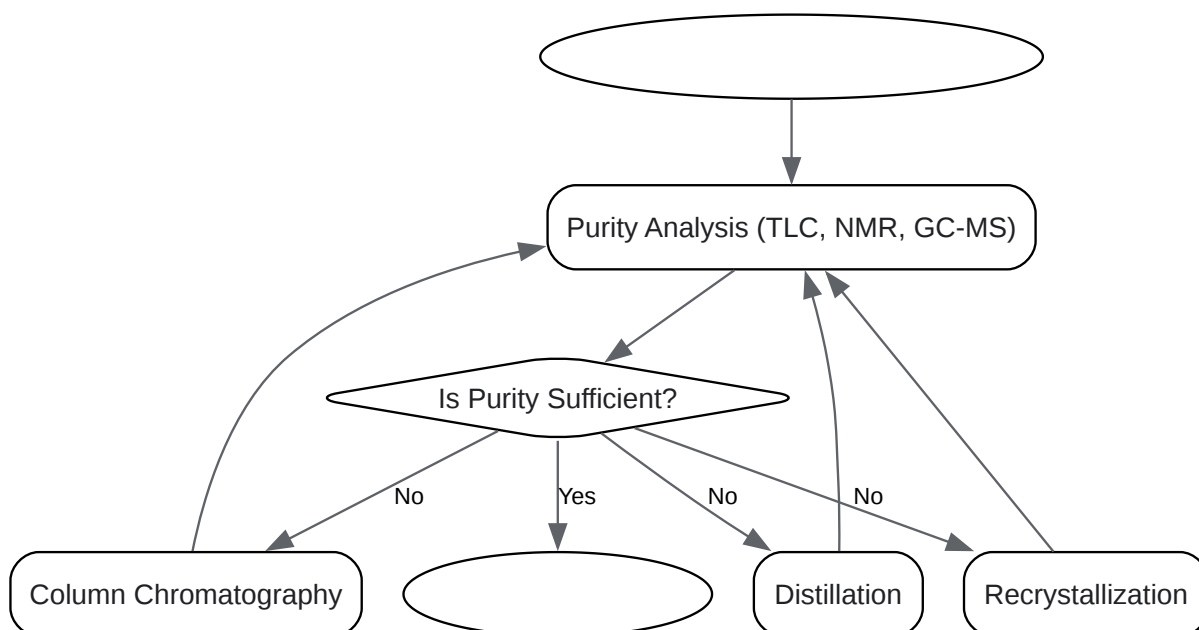 Purity Analysis (TLC, NMR, GC-MS)
Is Purity Sufficient?
No
Yes
No
No
Column Chromatography
Distillation
Recrystallization